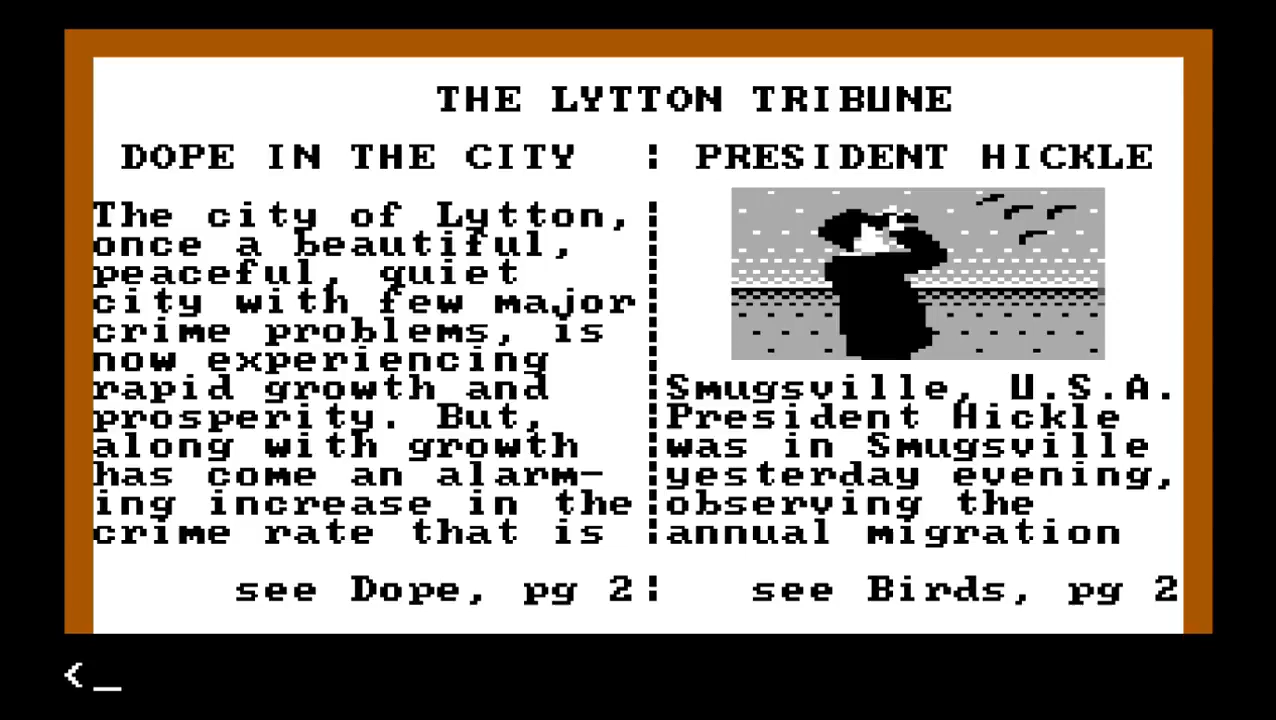 THE LYTTON TRIBUNE
DOPE IN THE CITY : PRESIDENT HICKLE
The city of Lytton,
once a beautiful,
peaceful, quiet
city with few major
crime problems, is
now experiencing
rapid growth and
prosperity. But,
along with growth
has come an alarm-
ing increase in the
crime rate that is
see Dope, pg 2
Smugsville, U.S.A.
President Hickle
was in Smugsville
yesterday evening,
observing the
annual migration
see Birds, pg 2
<_